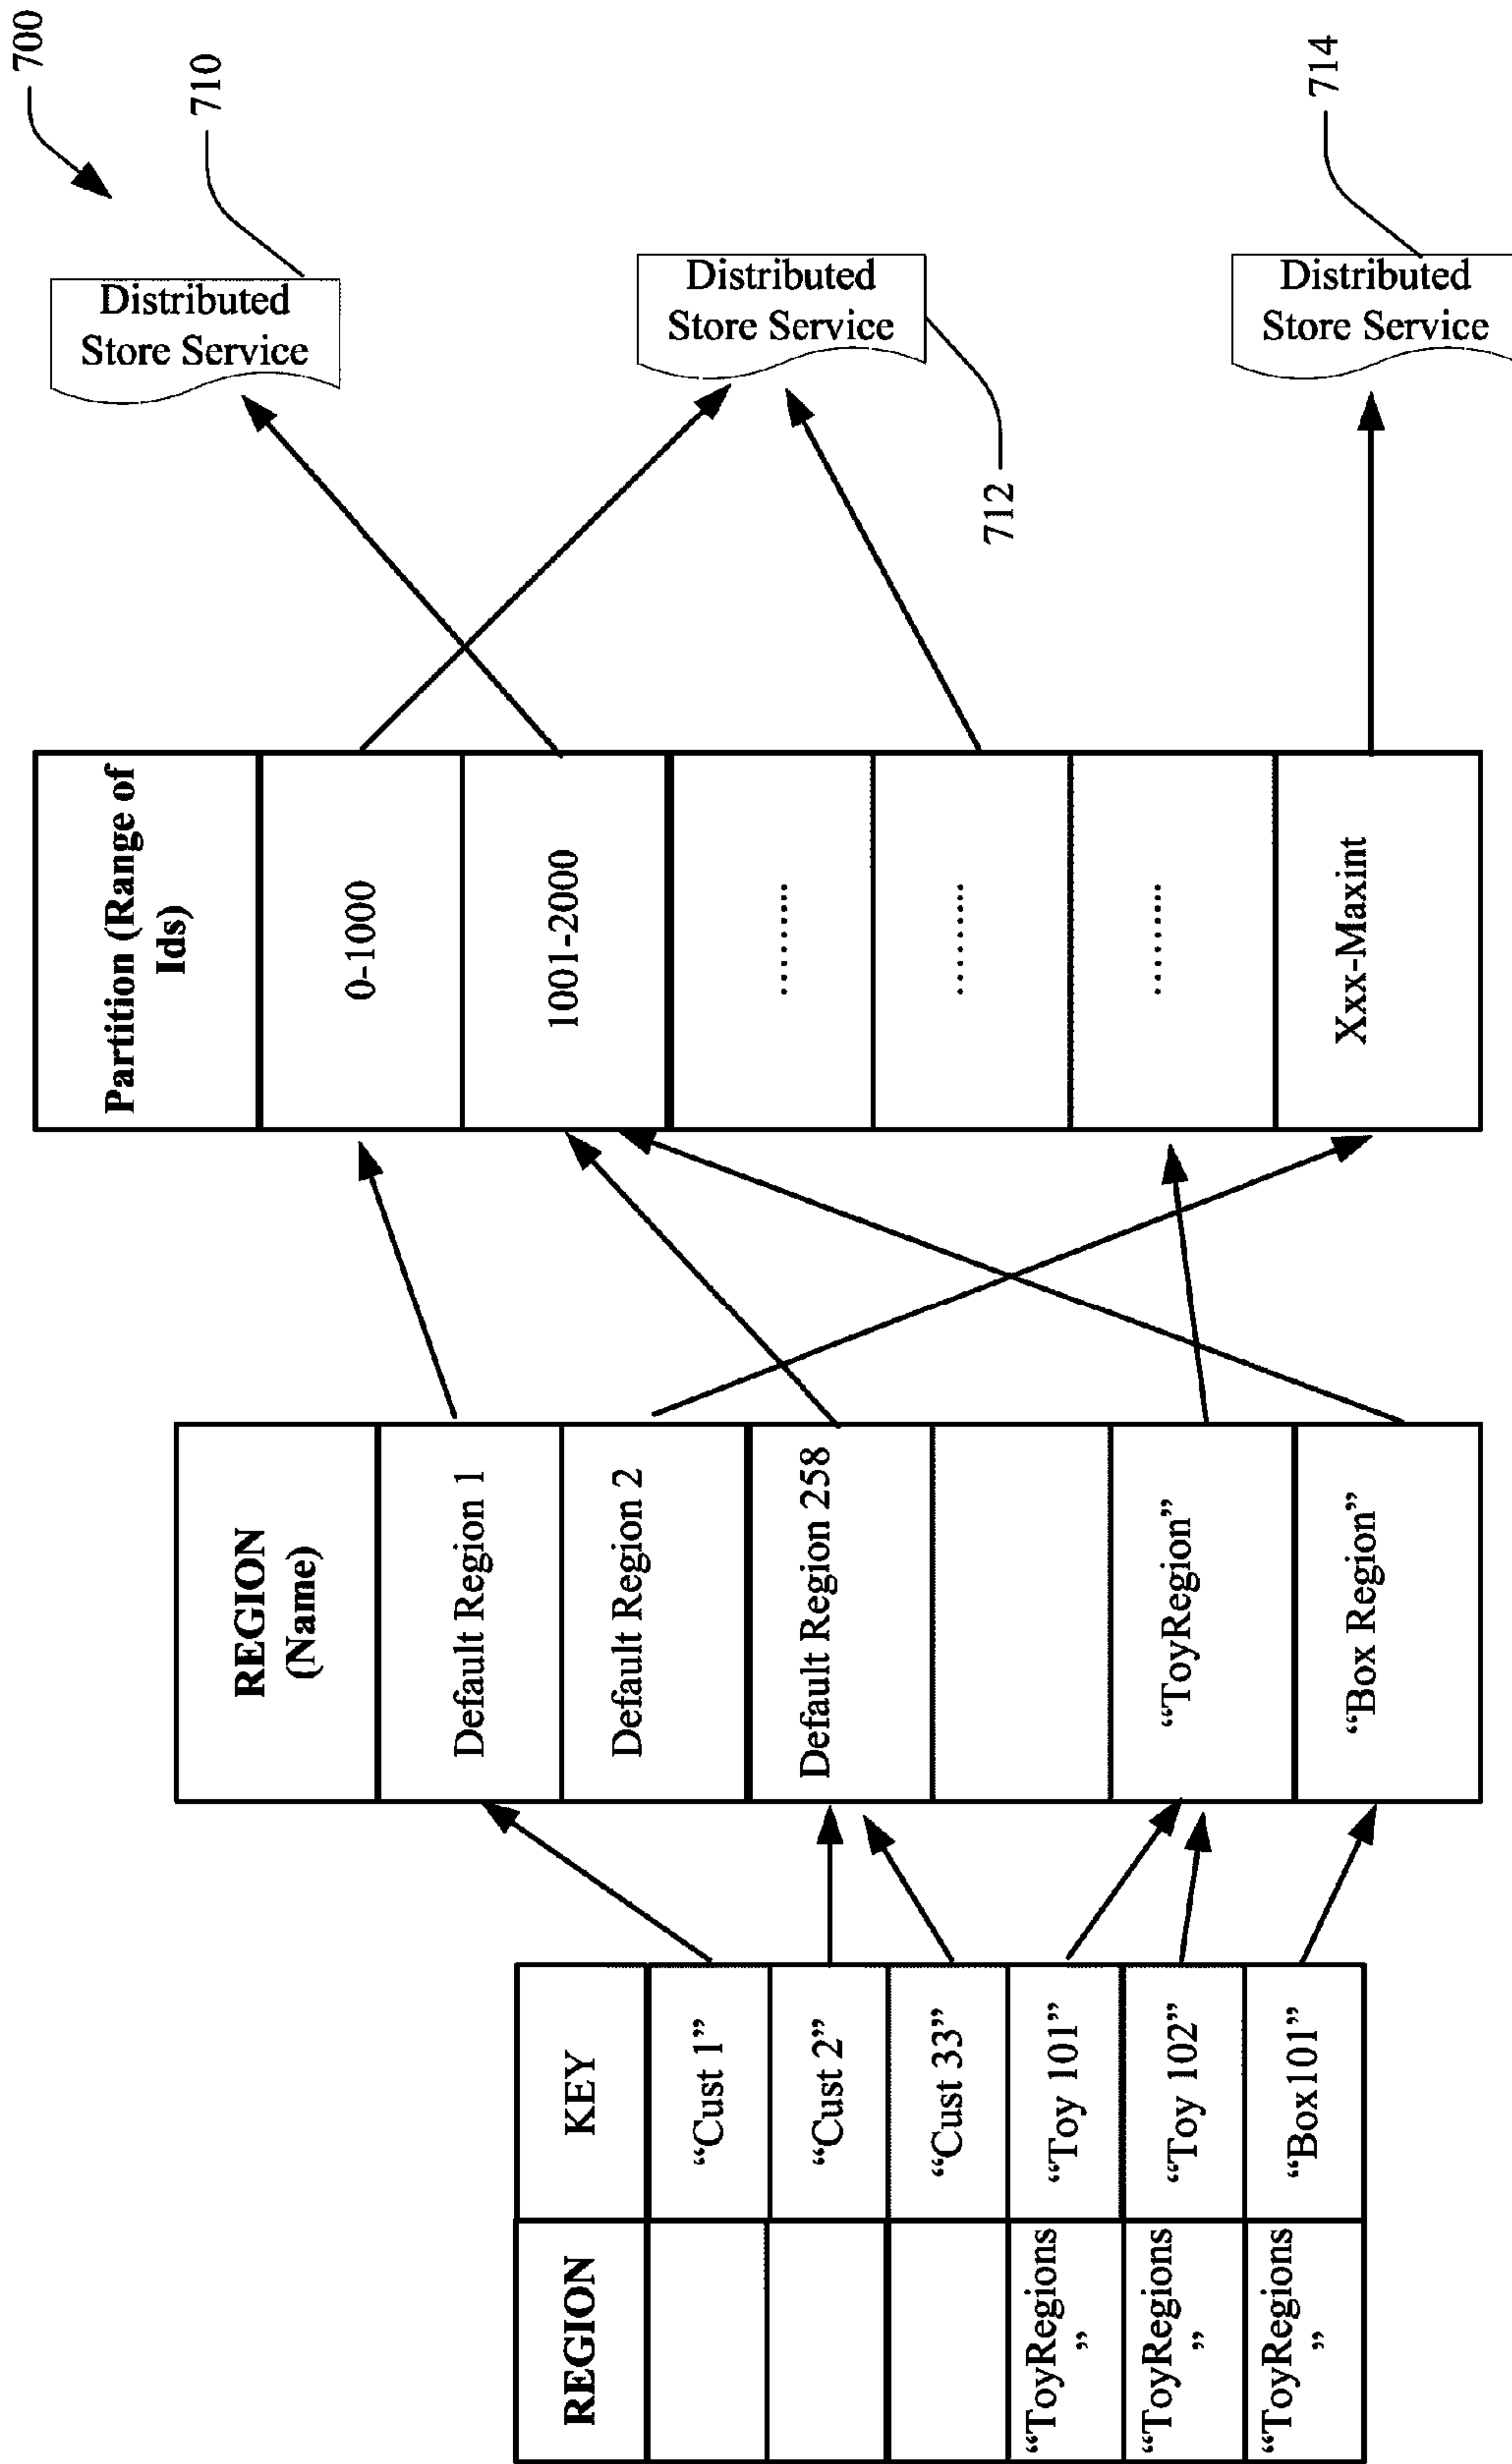 700
REGION
KEY
"Cust 1"
"Cust 2"
"Cust 33"
"ToyRegions
"
"Toy 101"
"ToyRegions
"
"Toy 102"
"ToyRegions
"
"Box101"
REGION
(Name)
Default Region 1
Default Region 2
Default Region 258
"ToyRegion"
"Box Region"
Partition (Range of
Ids)
0-1000
1001-2000
.........
.........
.........
Xxx-Maxint
Distributed
Store Service
710
Distributed
Store Service
712
Distributed
Store Service
714